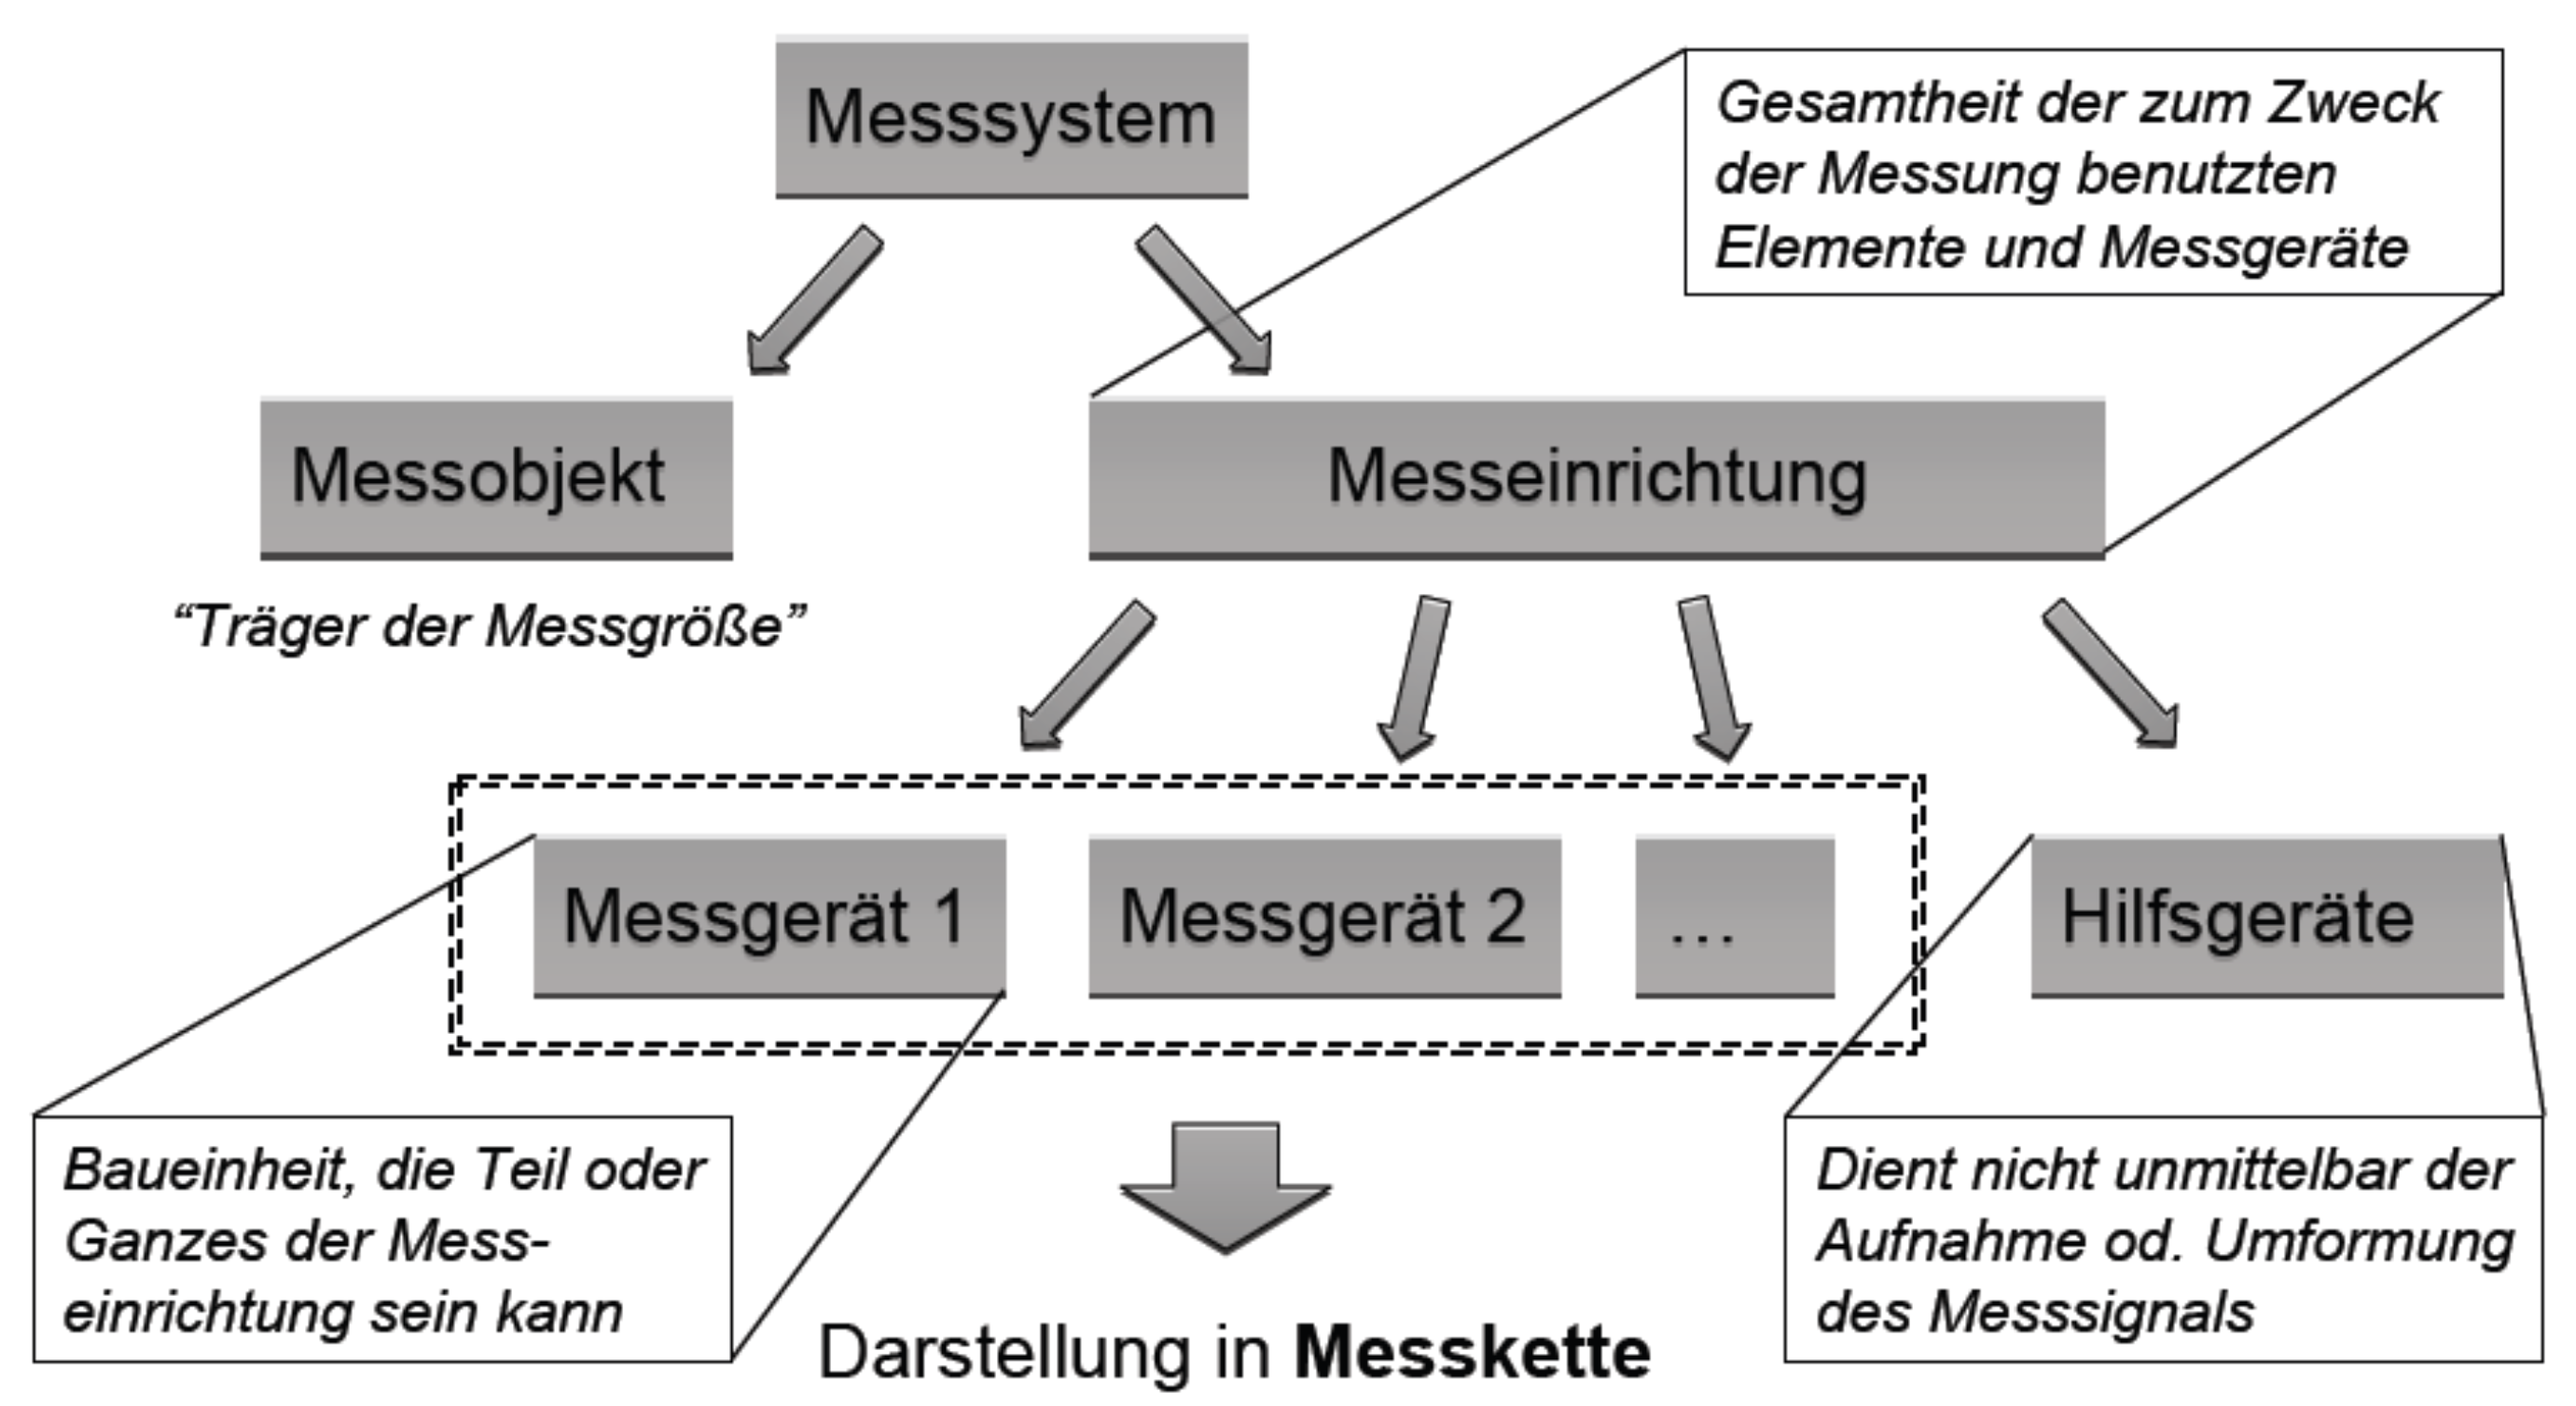 Messsystem
Gesamtheit der zum Zweck
der Messung benutzten
Elemente und Messgeräte
Messobjekt
Messeinrichtung
“Träger der Messgröße”
Messgerät 1
Messgerät 2
...
Hilfsgeräte
Baueinheit, die Teil oder
Ganzes der Mess-
einrichtung sein kann
Dient nicht unmittelbar der
Aufnahme od. Umformung
des Messsignals
Darstellung in Messkette